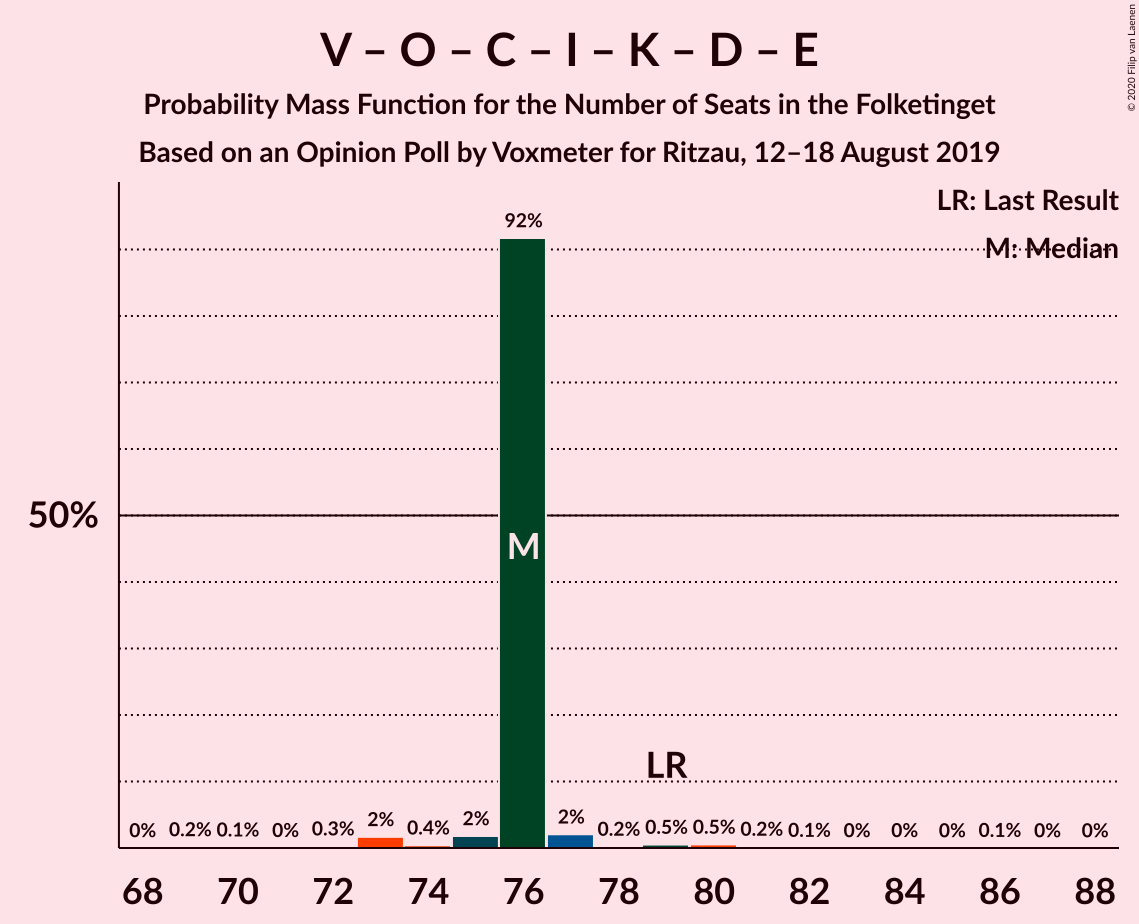 V – O – C – I – K – D – E
Probability Mass Function for the Number of Seats in the Folketinget
Based on an Opinion Poll by Voxmeter for Ritzau, 12–18 August 2019
© 2020 Filip van Laenen
LR: Last Result
M: Median
92%
50%
M
LR
0% 0.2% 0.1% 0% 0.3% 2% 0.4% 2% 2% 0.2% 0.5% 0.5% 0.2% 0.1% 0% 0% 0% 0.1% 0% 0%
68 70 72 74 76 78 80 82 84 86 88